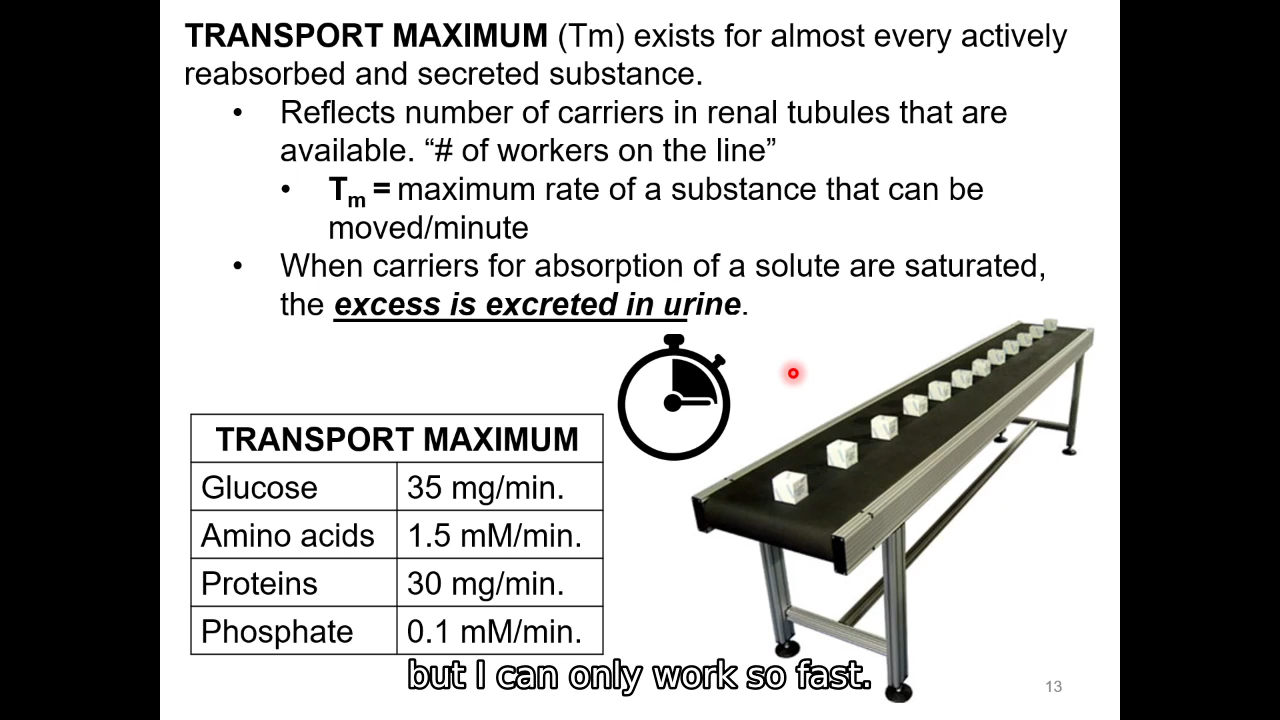 TRANSPORT MAXIMUM (Tm) exists for almost every actively
reabsorbed and secreted substance.
• Reflects number of carriers in renal tubules that are
available. “# of workers on the line”
• Tm = maximum rate of a substance that can be
moved/minute
• When carriers for absorption of a solute are saturated,
the excess is excreted in urine.
TRANSPORT MAXIMUM
Glucose 35 mg/min.
Amino acids 1.5 mM/min.
Proteins 30 mg/min.
Phosphate 0.1 mM/min.
but I can only work so fast.
13